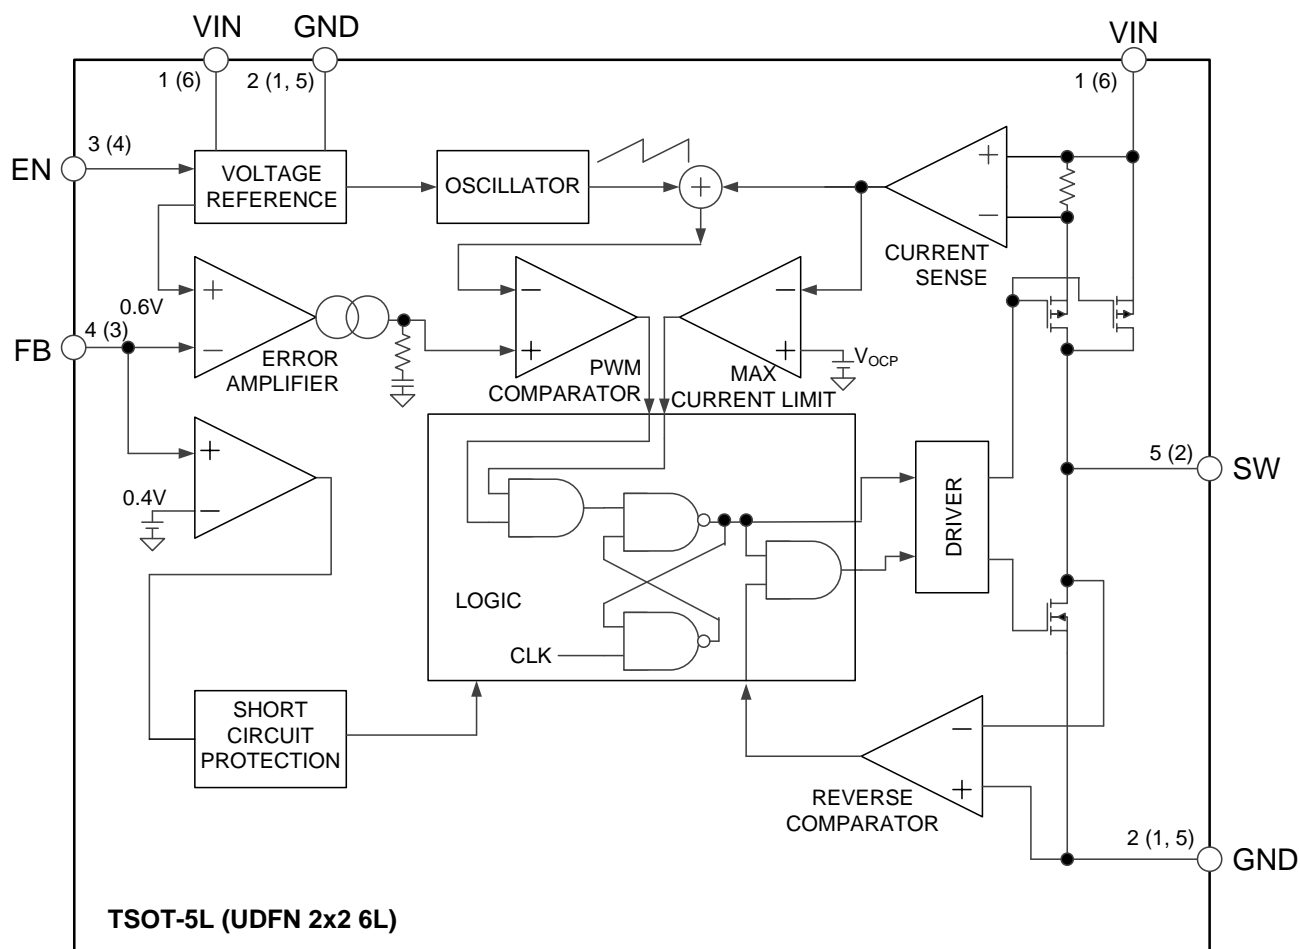 VIN
GND
VIN
1 (6)
2 (1, 5)
1 (6)
3 (4)
EN
VOLTAGE
REFERENCE
OSCILLATOR
+
+
−
CURRENT
SENSE
0.6V
+
−
4 (3)
FB
ERROR
AMPLIFIER
−
+
PWM
COMPARATOR
−
+
VOCP
MAX
CURRENT LIMIT
+
−
0.4V
5 (2)
SW
DRIVER
LOGIC
CLK
SHORT
CIRCUIT
PROTECTION
−
+
REVERSE
COMPARATOR
2 (1, 5)
GND
TSOT-5L (UDFN 2x2 6L)